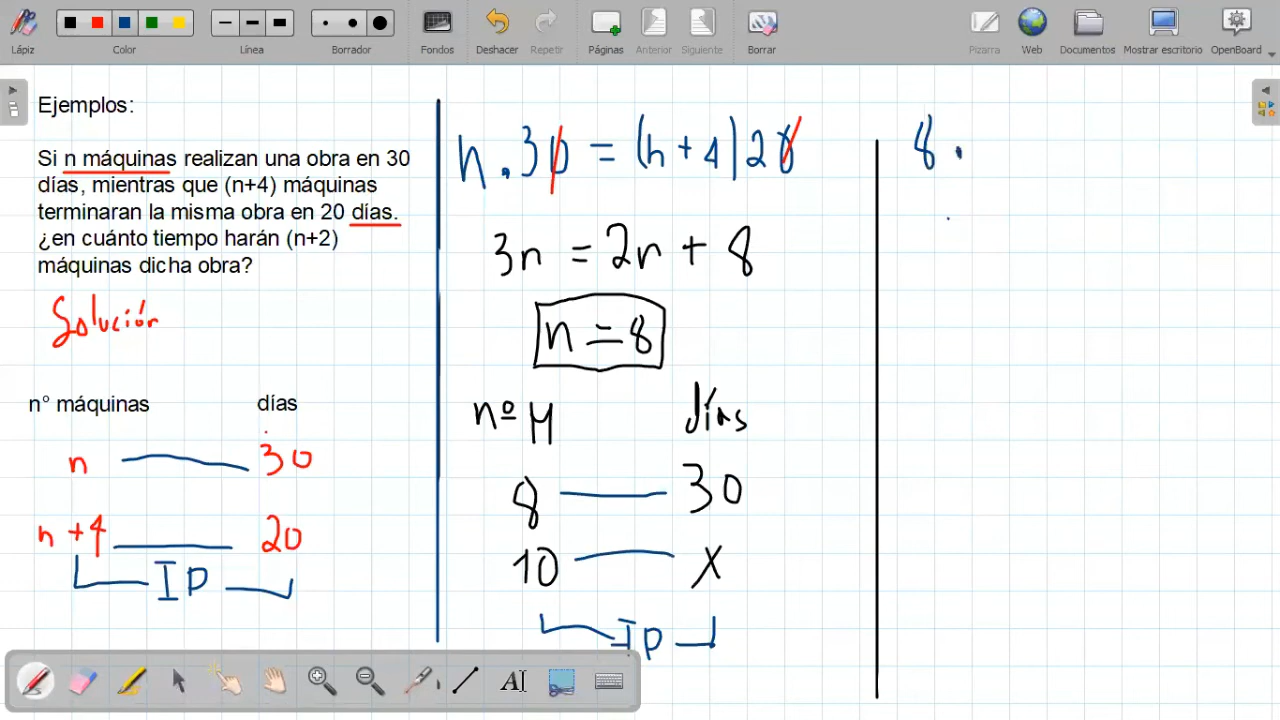 Lápiz Color Línea Borrador Fondos Deshacer Repetir Páginas Anterior Siguiente Borrar Pizarra Web Documentos Mostrar escritorio OpenBoard
Ejemplos:
Si n máquinas realizan una obra en 30
días, mientras que (n+4) máquinas
terminaran la misma obra en 20 días.
¿en cuánto tiempo harán (n+2)
máquinas dicha obra?
Solución
n° máquinas días
n 30
n+4 20
IP
n.30 = (n+4)20
3n = 2n + 8
n = 8
nº M días
8 30
10 X
IP
8 .